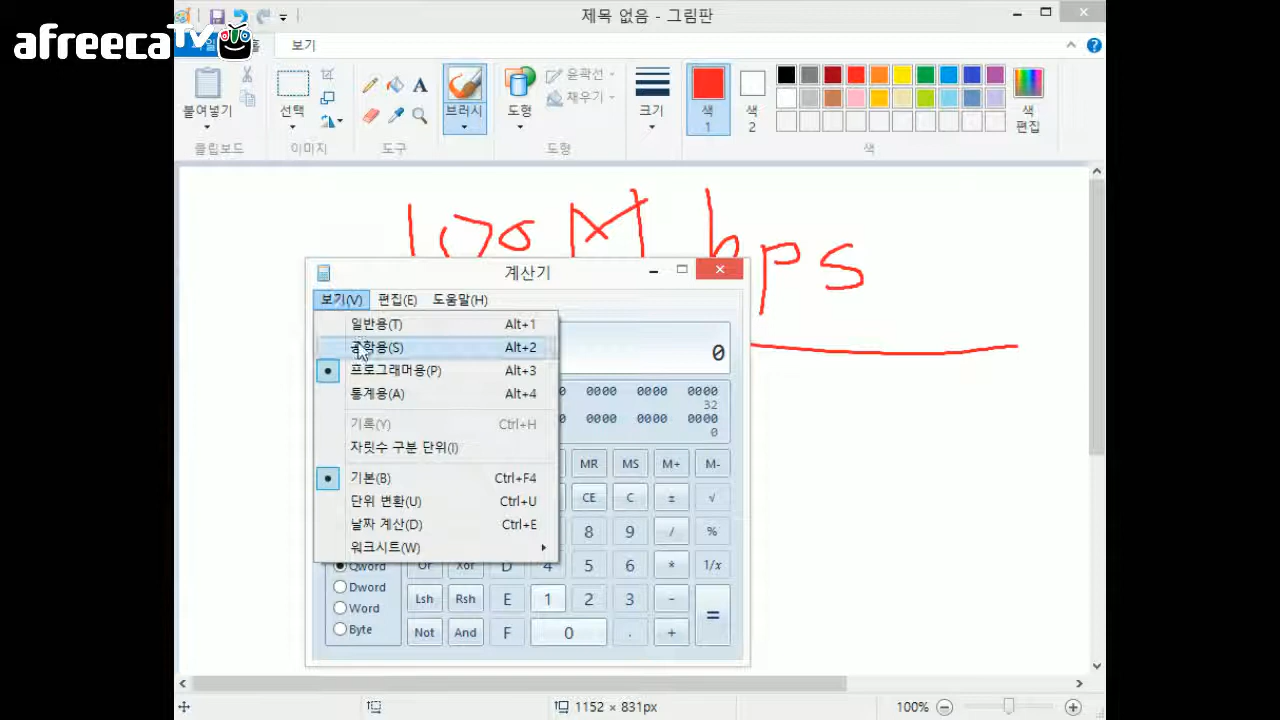 제목 없음 - 그림판
afreecaTV
홈 보기
붙여넣기
선택
A
브러시
도형
윤곽선
채우기
크기
색 1
색 2
색 편집
클립보드 이미지 도구 도형 색
100M bps
계산기
보기(V) 편집(E) 도움말(H)
일반용(T) Alt+1
공학용(S) Alt+2
프로그래머용(P) Alt+3
통계용(A) Alt+4
기록(Y) Ctrl+H
자릿수 구분 단위(I)
기본(B) Ctrl+F4
단위 변환(U) Ctrl+U
날짜 계산(D) Ctrl+E
워크시트(W)
0
0 0000 0000 0000
32
0 0000 0000 0000
0
MR MS M+ M-
CE C ± √
8 9 / %
Qword Or Xor D 4 5 6 * 1/x
Dword Lsh Rsh E 1 2 3 - =
Word
Byte Not And F 0 . +
1152 × 831px 100%